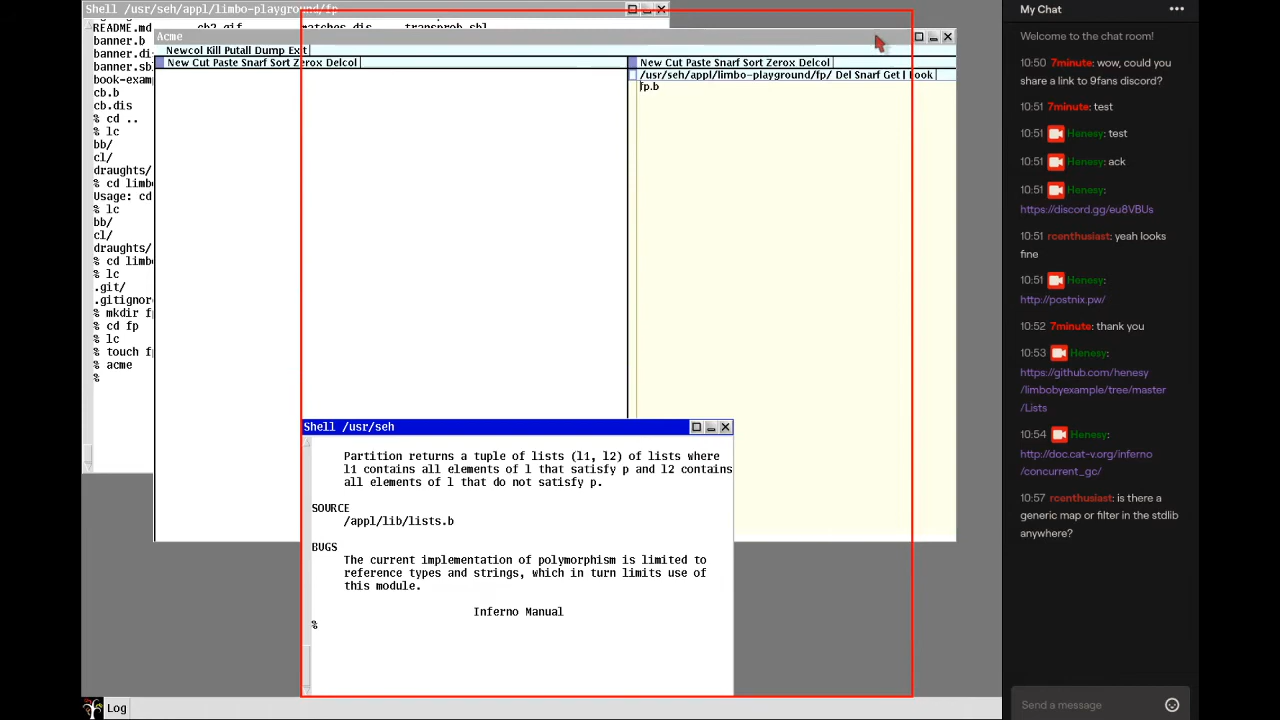 Shell /usr/seh/appl/limbo-playground/fp
README.md cb2.gif matches.dis transprob.sbl
banner.b
banner.di
banner.sb
book-exam
cb.b
cb.dis
% cd ..
% lc
bb/
cl/
draughts/
% cd limbo
Usage: cd
% lc
bb/
cl/
draughts/
% cd limbo
% lc
.git/
.gitignor
% mkdir f
% cd fp
% lc
% touch f
% acme
%
Acme
Newcol Kill Putall Dump Exit
New Cut Paste Snarf Sort Zerox Delcol
New Cut Paste Snarf Sort Zerox Delcol
/usr/seh/appl/limbo-playground/fp/ Del Snarf Get | Look
fp.b
Shell /usr/seh
Partition returns a tuple of lists (l1, l2) of lists where
l1 contains all elements of l that satisfy p and l2 contains
all elements of l that do not satisfy p.
SOURCE
/appl/lib/lists.b
BUGS
The current implementation of polymorphism is limited to
reference types and strings, which in turn limits use of
this module.
Inferno Manual
%
Log
My Chat
Welcome to the chat room!
10:50 7minute: wow, could you
share a link to 9fans discord?
10:51 7minute: test
10:51 Henesy: test
10:51 Henesy: ack
10:51 Henesy:
https://discord.gg/eu8VBUs
10:51 rcenthusiast: yeah looks
fine
10:51 Henesy:
http://postnix.pw/
10:52 7minute: thank you
10:53 Henesy:
https://github.com/henesy
/limbobyexample/tree/master
/Lists
10:54 Henesy:
http://doc.cat-v.org/inferno
/concurrent_gc/
10:57 rcenthusiast: is there a
generic map or filter in the stdlib
anywhere?
Send a message